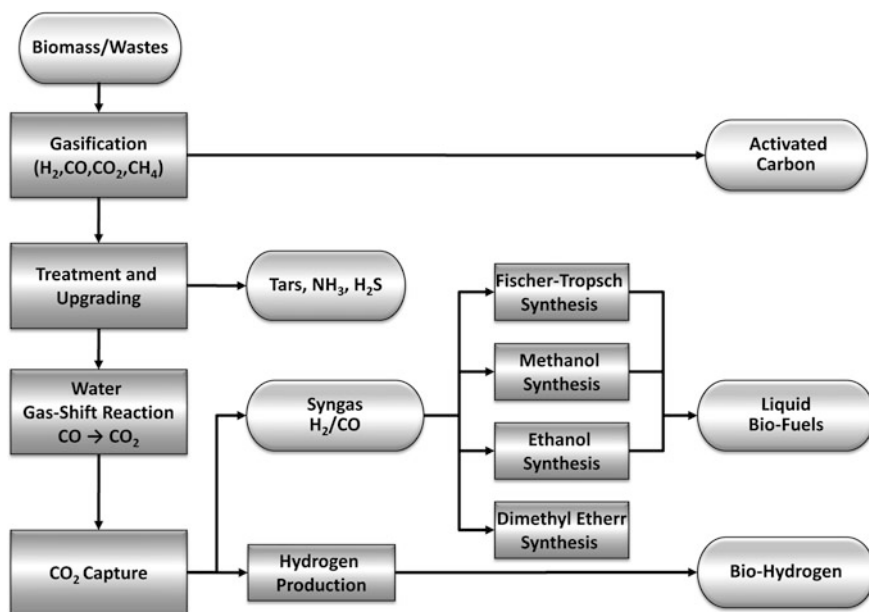 Biomass/Wastes
Gasification
(H₂,CO,CO₂,CH₄)
Activated
Carbon
Treatment and
Upgrading
Tars, NH₃, H₂S
Fischer-Tropsch
Synthesis
Water
Gas-Shift Reaction
CO → CO₂
Syngas
H₂/CO
Methanol
Synthesis
Ethanol
Synthesis
Liquid
Bio-Fuels
Dimethyl Etherr
Synthesis
CO₂ Capture
Hydrogen
Production
Bio-Hydrogen